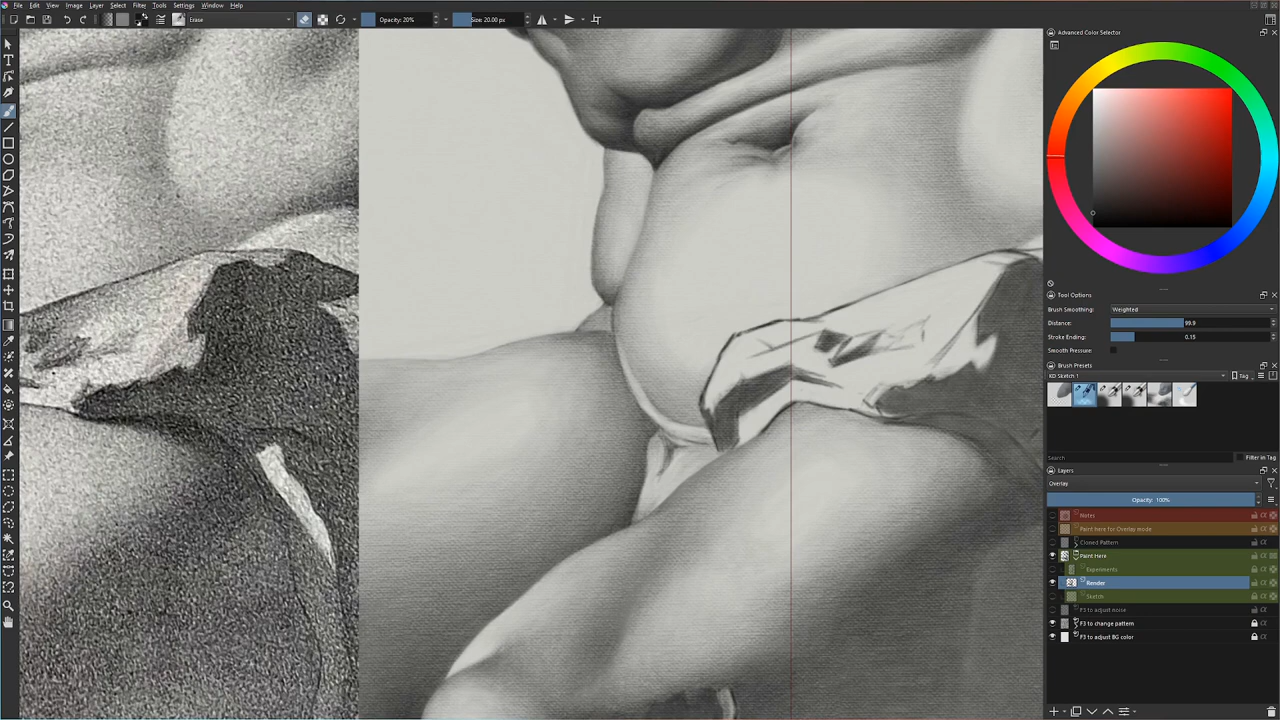 File Edit View Image Layer Select Filter Tools Settings Window Help
Erase Opacity: 20% Size: 20.00 px
Advanced Color Selector
Tool Options
Brush Smoothing: Weighted
Distance: 99.9
Stroke Ending: 0.15
Smooth Pressure:
Brush Presets
KD Sketch 1 Tag
Search Filter in Tag
Layers
Overlay
Opacity: 100%
Notes
Paint here for Overlay mode
Cloned Pattern
Paint Here
Experiments
Render
Sketch
F3 to adjust noise
F3 to change pattern
F3 to adjust BG color